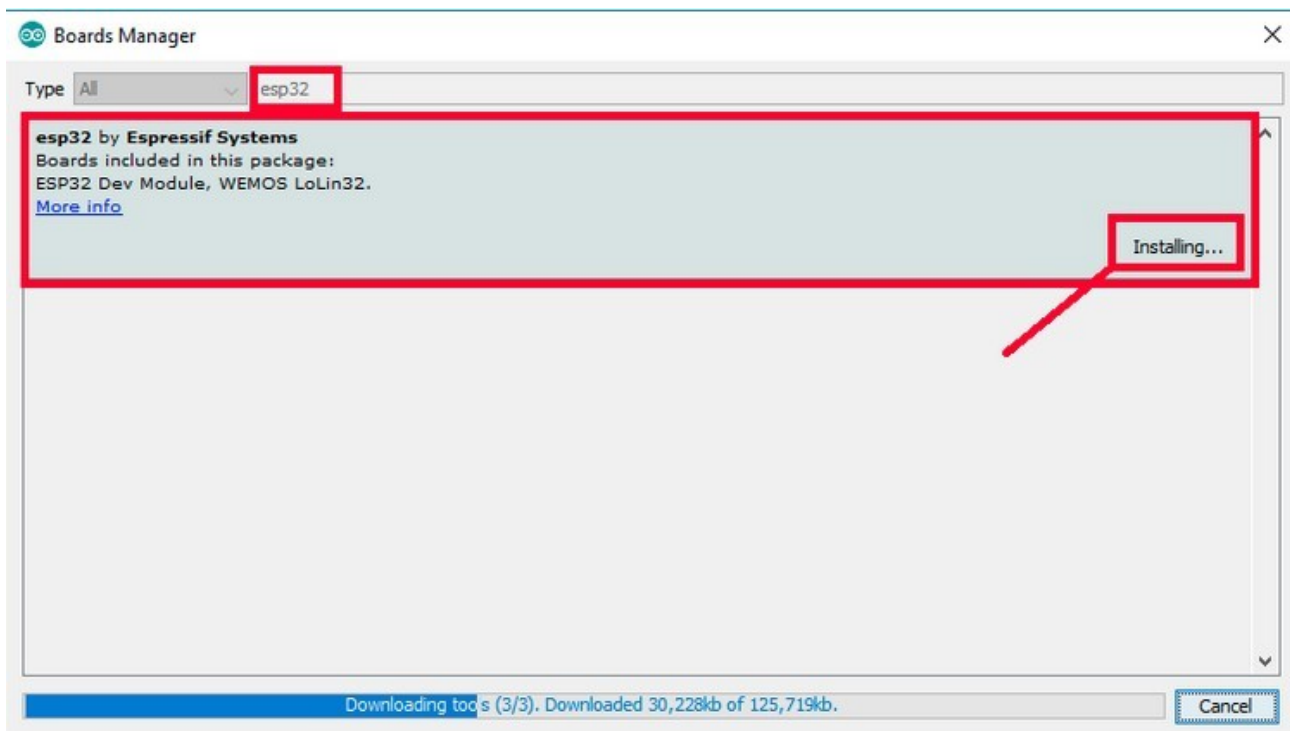 Boards Manager
Type All esp32
esp32 by Espressif Systems
Boards included in this package:
ESP32 Dev Module, WEMOS LoLin32.
More info
Installing...
Downloading tools (3/3). Downloaded 30,228kb of 125,719kb.
Cancel